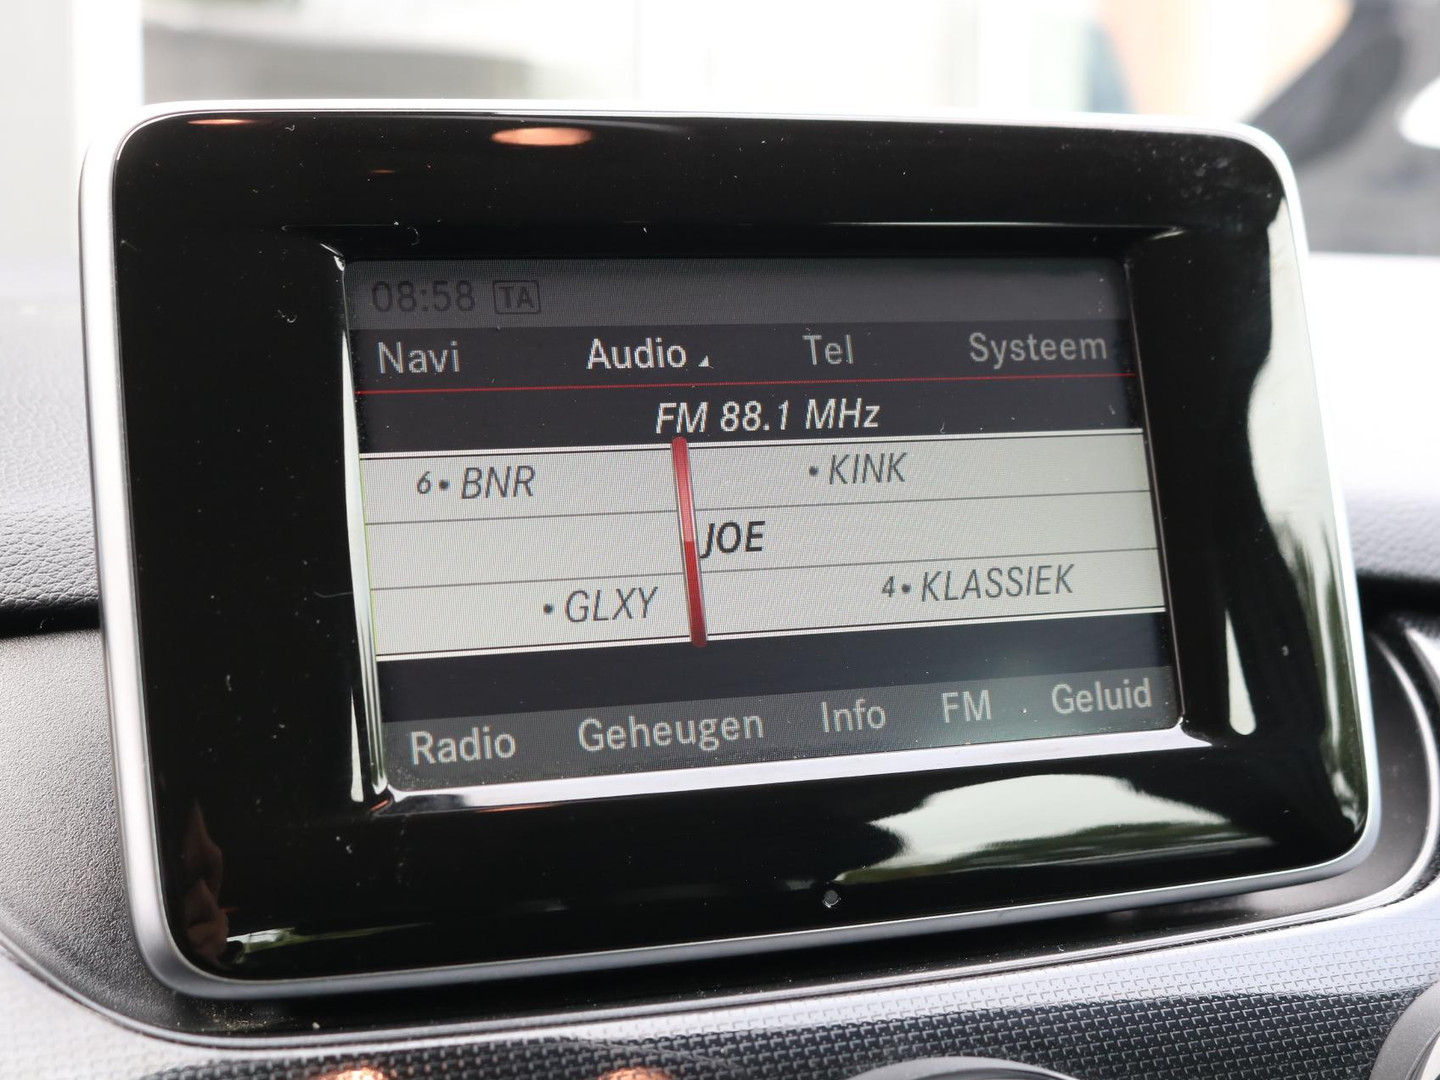 08:58 TA
Navi Audio Tel Systeem
FM 88.1 MHz
6• BNR • KINK
JOE
• GLXY 4• KLASSIEK
Radio Geheugen Info FM Geluid